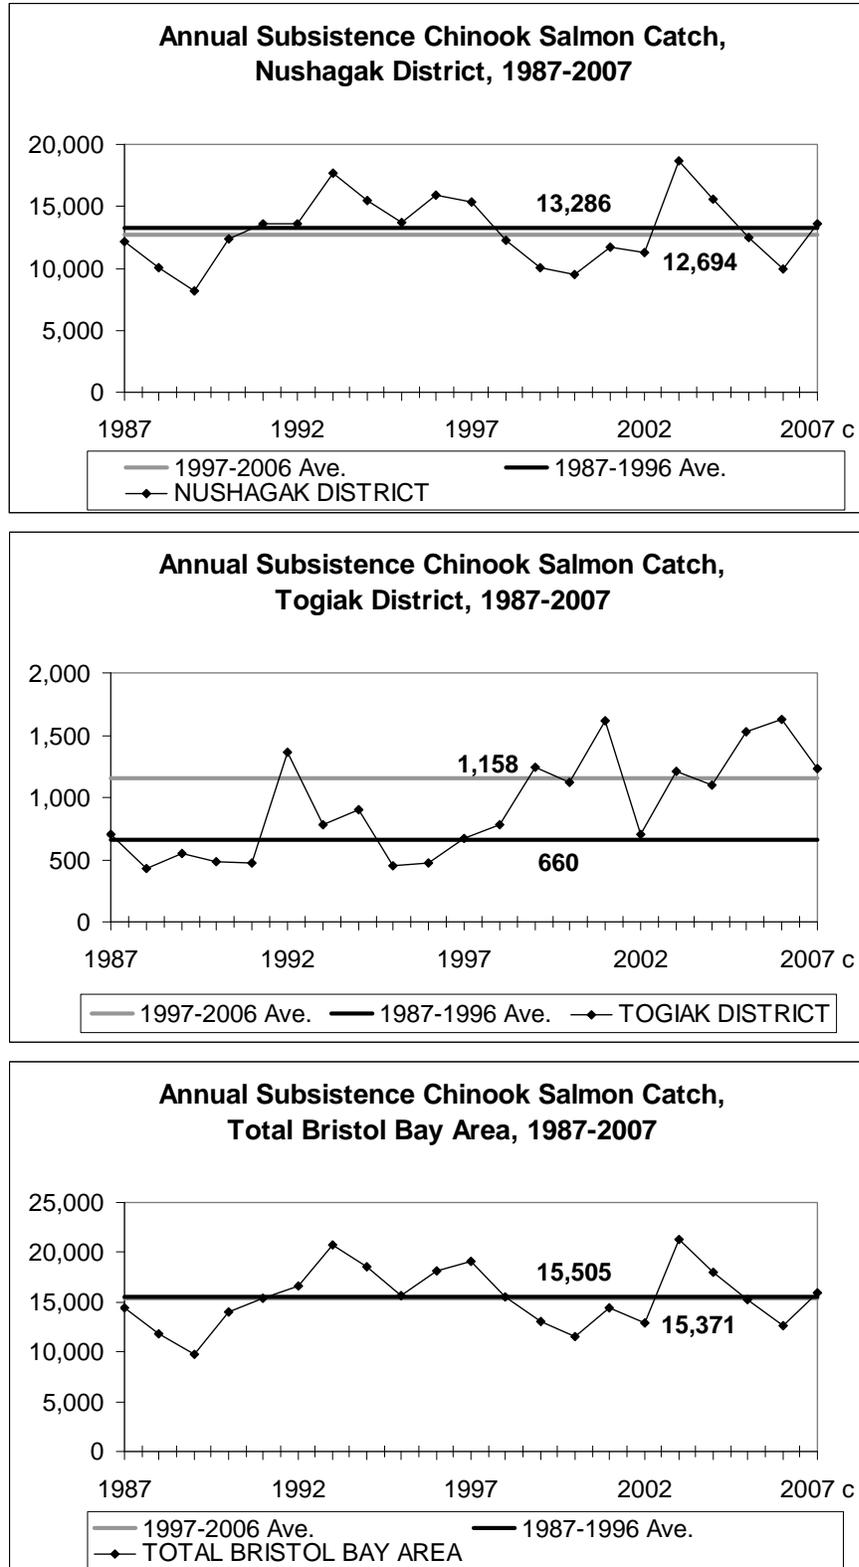 Annual Subsistence Chinook Salmon Catch,
Nushagak District, 1987-2007
20,000
15,000
10,000
5,000
0
13,286
12,694
1987
1992
1997
2002
2007 c
1997-2006 Ave.
1987-1996 Ave.
NUSHAGAK DISTRICT
Annual Subsistence Chinook Salmon Catch,
Togiak District, 1987-2007
2,000
1,500
1,000
500
0
1,158
660
1987
1992
1997
2002
2007 c
1997-2006 Ave.
1987-1996 Ave.
TOGIAK DISTRICT
Annual Subsistence Chinook Salmon Catch,
Total Bristol Bay Area, 1987-2007
25,000
20,000
15,000
10,000
5,000
0
15,505
15,371
1987
1992
1997
2002
2007 c
1997-2006 Ave.
1987-1996 Ave.
TOTAL BRISTOL BAY AREA